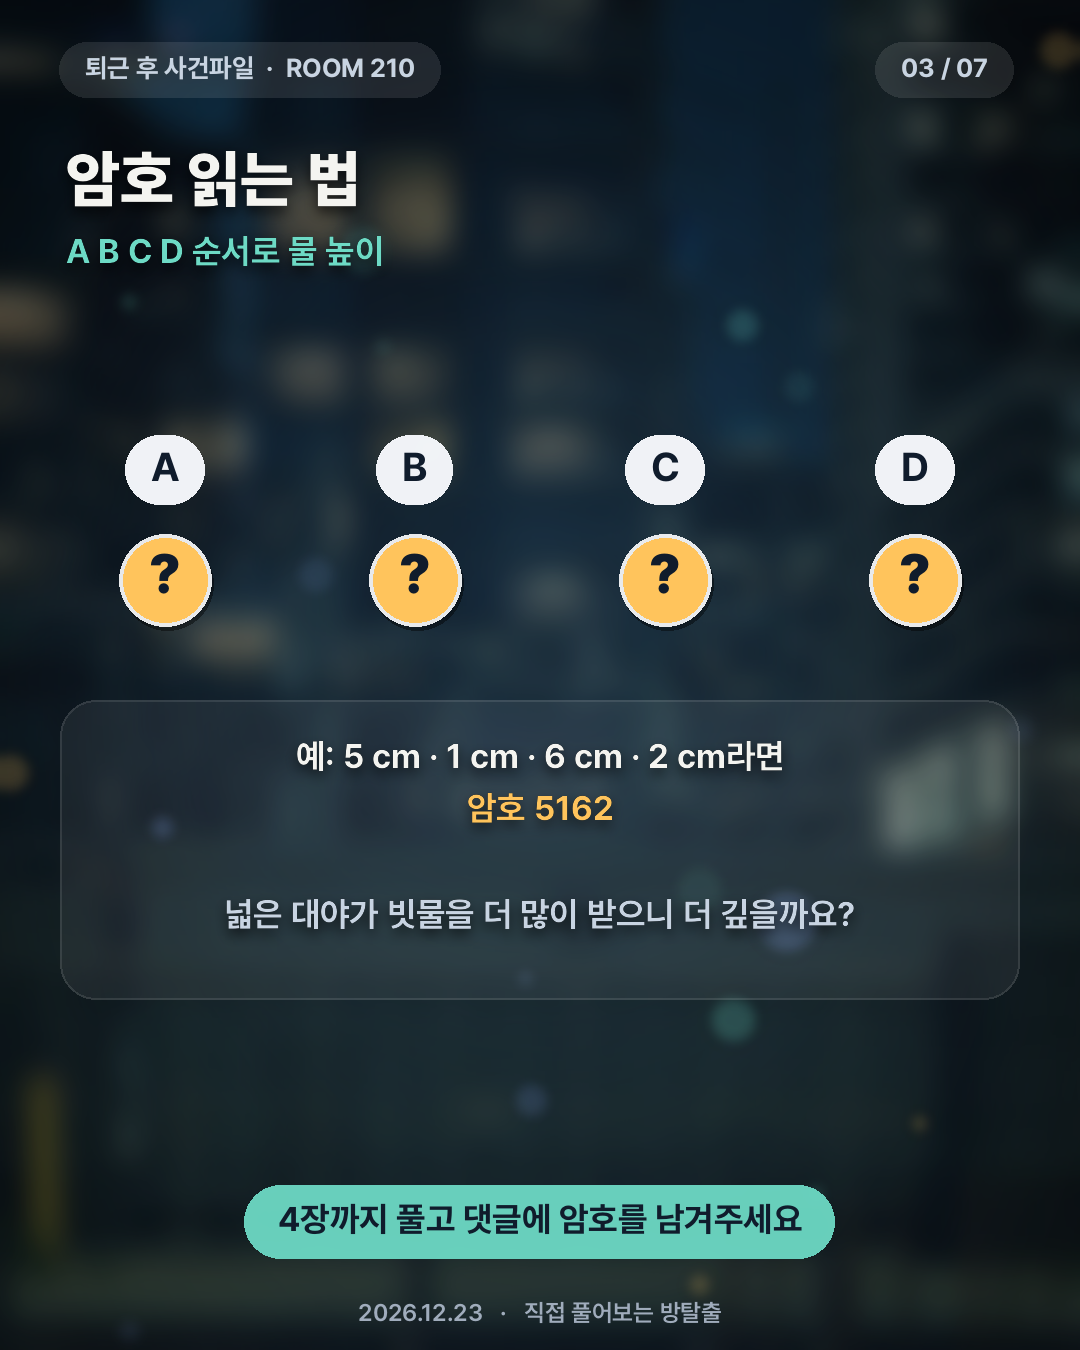 퇴근 후 사건파일 · ROOM 210
03 / 07
암호 읽는 법
A B C D 순서로 물 높이
A B C D
? ? ? ?
예: 5 cm · 1 cm · 6 cm · 2 cm라면
암호 5162
넓은 대야가 빗물을 더 많이 받으니 더 깊을까요?
4장까지 풀고 댓글에 암호를 남겨주세요
2026.12.23 · 직접 풀어보는 방탈출